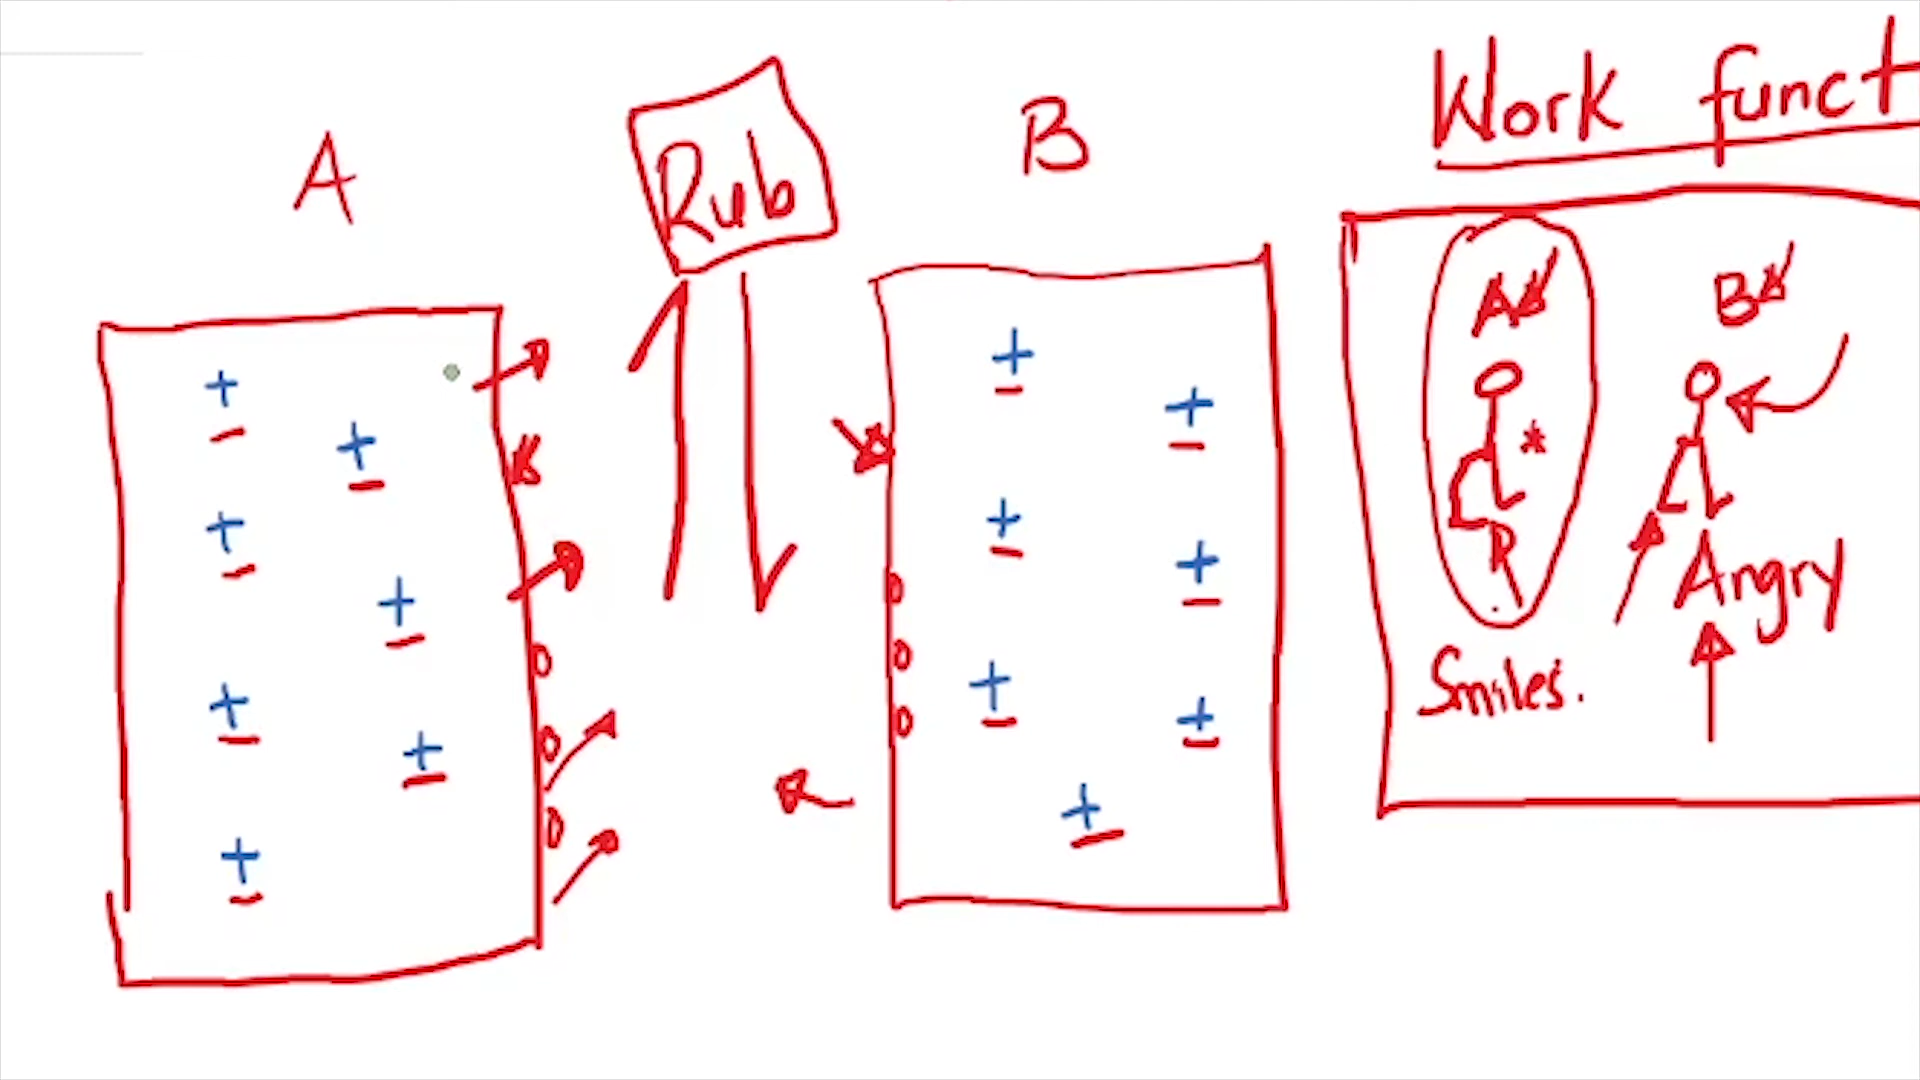 Work funct
Rub
B
A
A B
Angry
Smiles.